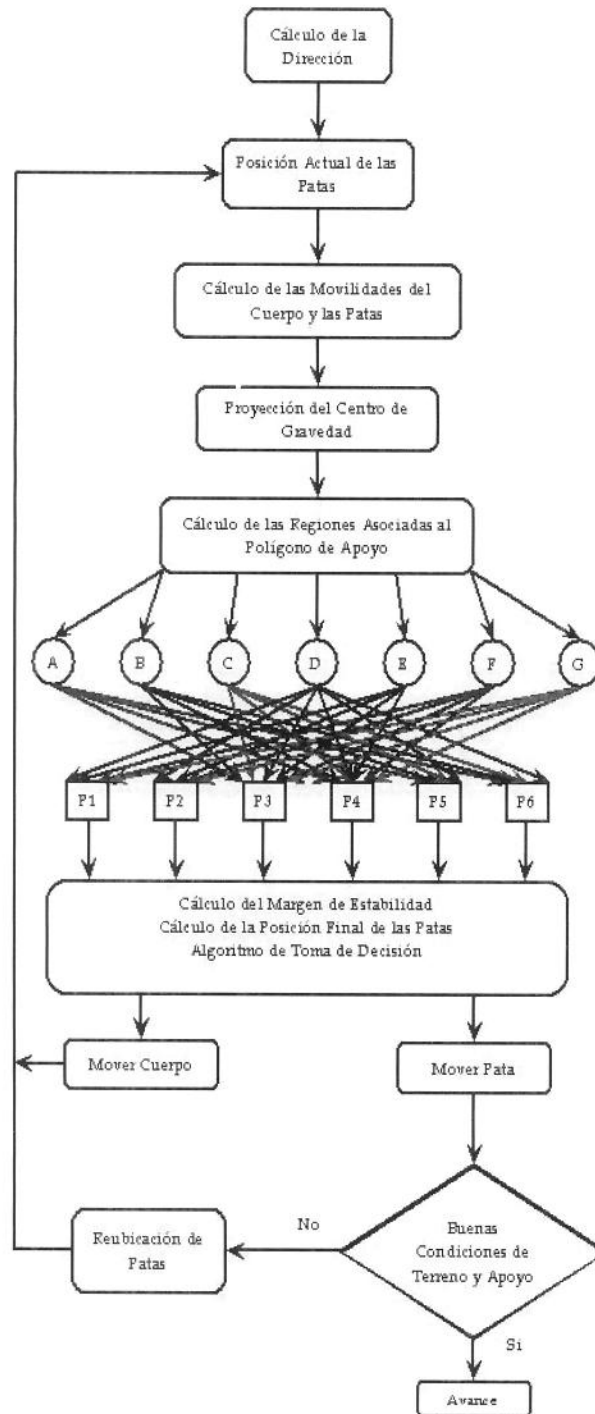 Cálculo de la
Dirección
Posición Actual de las
Patas
Cálculo de las Movilidades del
Cuerpo y las Patas
Proyección del Centro de
Gravedad
Cálculo de las Regiones Asociadas al
Polígono de Apoyo
A B C D E F G
P1 P2 P3 P4 P5 P6
Cálculo del Margen de Estabilidad
Cálculo de la Posición Final de las Patas
Algoritmo de Toma de Decisión
Mover Cuerpo
Mover Pata
Buenas
Condiciones de
Terreno y Apoyo
No
Reubicación de
Patas
Si
Avance